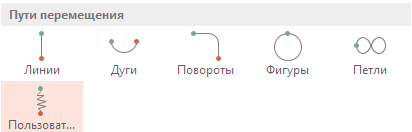 Пути перемещения
Линии
Дуги
Повороты
Фигуры
Петли
Пользоват...